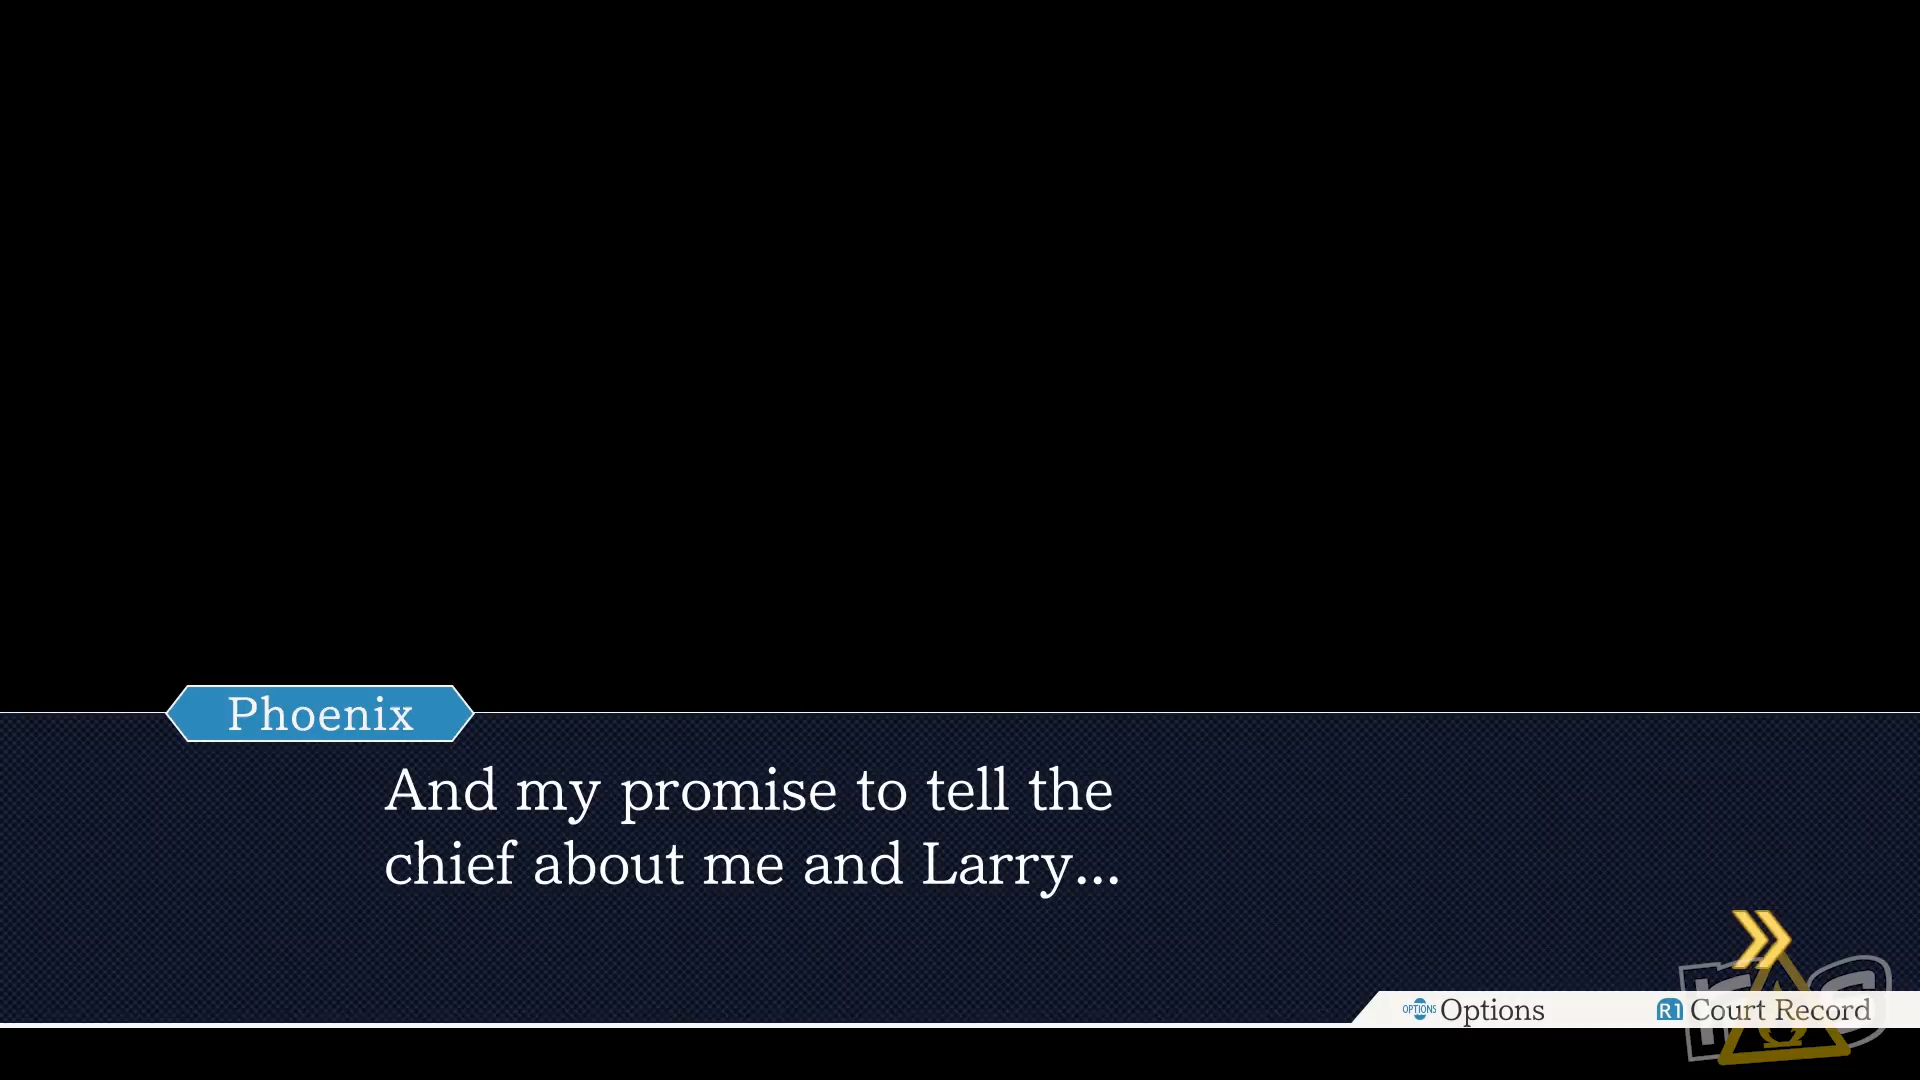 Phoenix
And my promise to tell the
chief about me and Larry...
OPTIONS Options
R1 Court Record